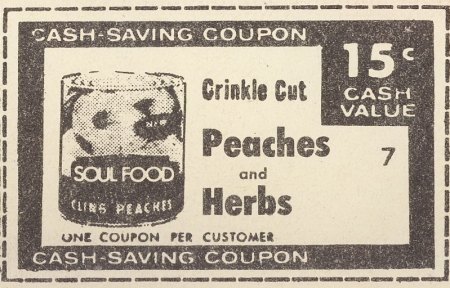 CASH-SAVING COUPON
15¢
CASH
VALUE
Crinkle Cut
Peaches
and
Herbs
7
NEW
SOUL FOOD
CLING PEACHES
ONE COUPON PER CUSTOMER
CASH-SAVING COUPON